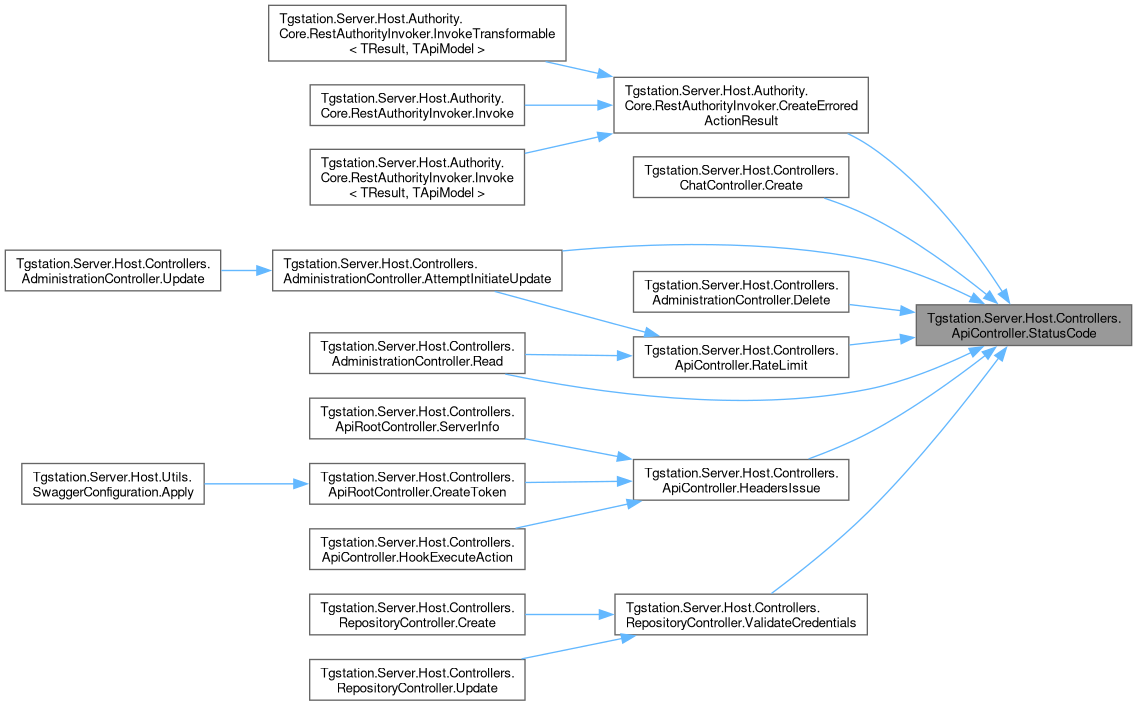 Tgstation.Server.Host.Authority.
Core.RestAuthorityInvoker.InvokeTransformable
< TResult, TApiModel >
Tgstation.Server.Host.Authority.
Core.RestAuthorityInvoker.Invoke
Tgstation.Server.Host.Authority.
Core.RestAuthorityInvoker.CreateErrored
ActionResult
Tgstation.Server.Host.Authority.
Core.RestAuthorityInvoker.Invoke
< TResult, TApiModel >
Tgstation.Server.Host.Controllers.
ChatController.Create
Tgstation.Server.Host.Controllers.
AdministrationController.Update
Tgstation.Server.Host.Controllers.
AdministrationController.AttemptInitiateUpdate
Tgstation.Server.Host.Controllers.
AdministrationController.Delete
Tgstation.Server.Host.Controllers.
ApiController.StatusCode
Tgstation.Server.Host.Controllers.
AdministrationController.Read
Tgstation.Server.Host.Controllers.
ApiController.RateLimit
Tgstation.Server.Host.Controllers.
ApiRootController.ServerInfo
Tgstation.Server.Host.Utils.
SwaggerConfiguration.Apply
Tgstation.Server.Host.Controllers.
ApiRootController.CreateToken
Tgstation.Server.Host.Controllers.
ApiController.HeadersIssue
Tgstation.Server.Host.Controllers.
ApiController.HookExecuteAction
Tgstation.Server.Host.Controllers.
RepositoryController.Create
Tgstation.Server.Host.Controllers.
RepositoryController.ValidateCredentials
Tgstation.Server.Host.Controllers.
RepositoryController.Update